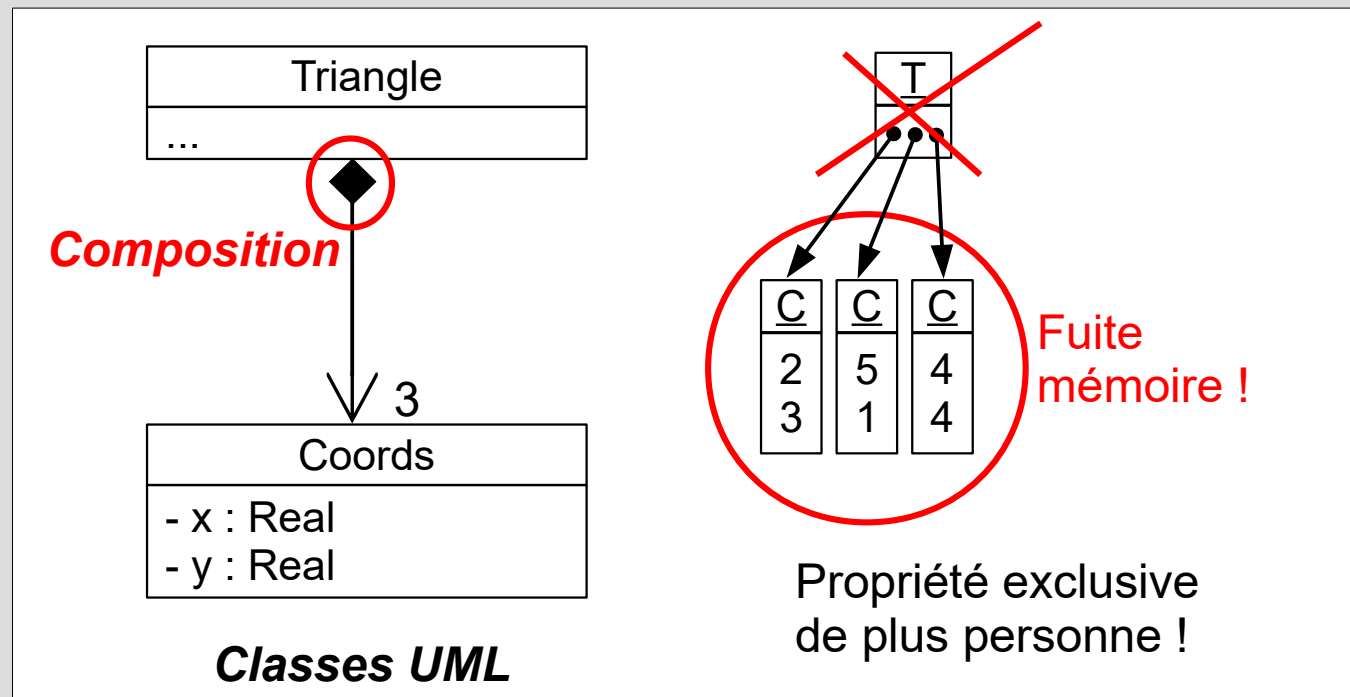 Triangle
...
Composition
3
Coords
- x : Real
- y : Real
Classes UML
T
C C C
2 5 4
3 1 4
Fuite
mémoire !
Propriété exclusive
de plus personne !